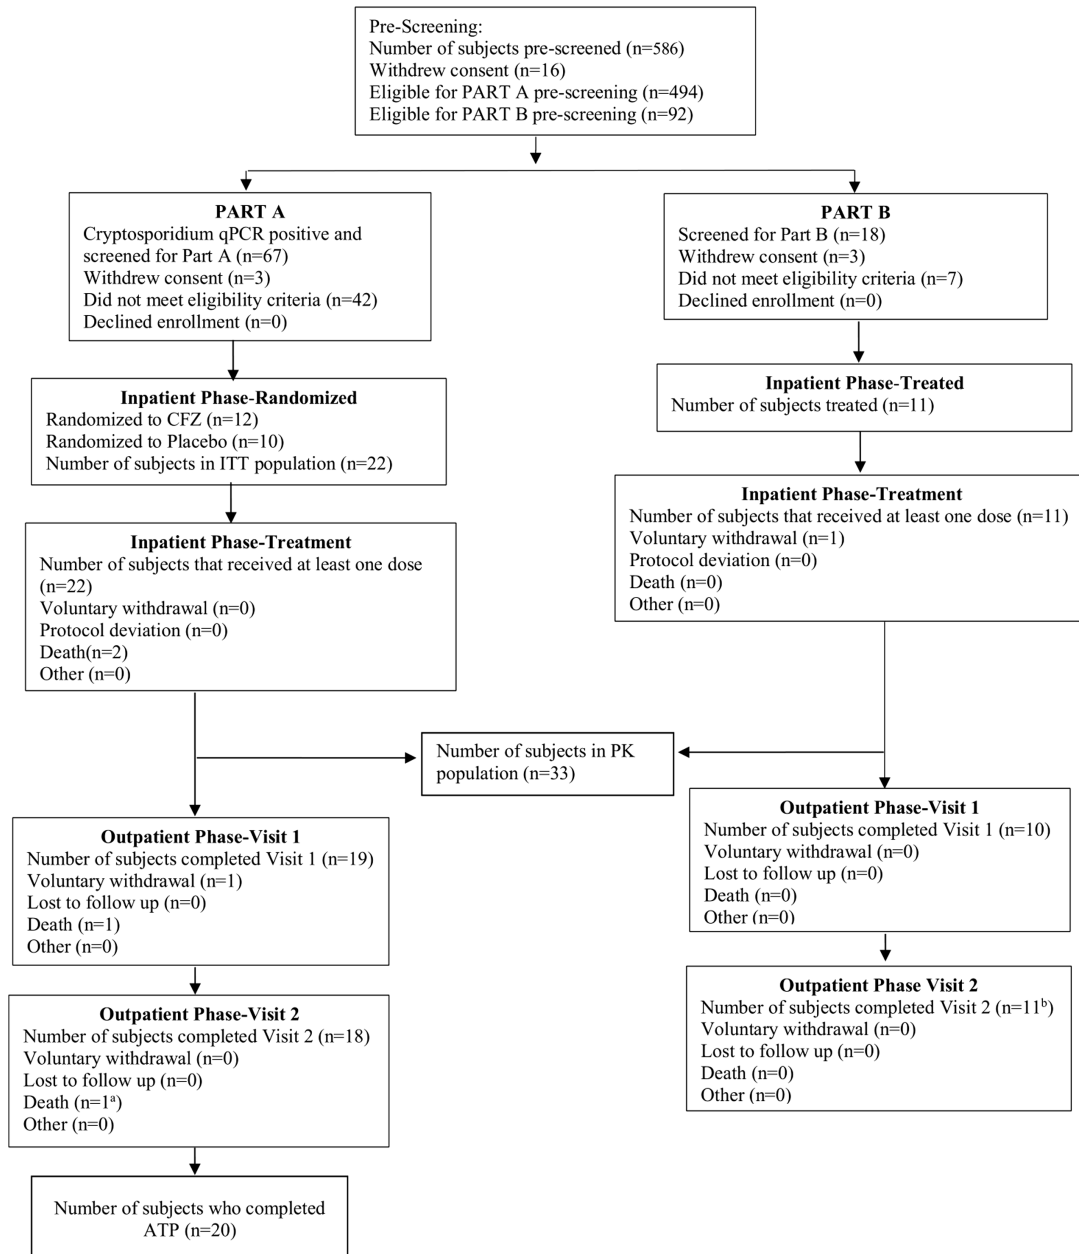 Pre-Screening:
Number of subjects pre-screened (n=586)
Withdrew consent (n=16)
Eligible for PART A pre-screening (n=494)
Eligible for PART B pre-screening (n=92)
PART A
Cryptosporidium qPCR positive and
screened for Part A (n=67)
Withdrew consent (n=3)
Did not meet eligibility criteria (n=42)
Declined enrollment (n=0)
PART B
Screened for Part B (n=18)
Withdrew consent (n=3)
Did not meet eligibility criteria (n=7)
Declined enrollment (n=0)
Inpatient Phase-Randomized
Randomized to CFZ (n=12)
Randomized to Placebo (n=10)
Number of subjects in ITT population (n=22)
Inpatient Phase-Treated
Number of subjects treated (n=11)
Inpatient Phase-Treatment
Number of subjects that received at least one dose
(n=22)
Voluntary withdrawal (n=0)
Protocol deviation (n=0)
Death(n=2)
Other (n=0)
Inpatient Phase-Treatment
Number of subjects that received at least one dose (n=11)
Voluntary withdrawal (n=1)
Protocol deviation (n=0)
Death (n=0)
Other (n=0)
Number of subjects in PK
population (n=33)
Outpatient Phase-Visit 1
Number of subjects completed Visit 1 (n=19)
Voluntary withdrawal (n=1)
Lost to follow up (n=0)
Death (n=1)
Other (n=0)
Outpatient Phase-Visit 1
Number of subjects completed Visit 1 (n=10)
Voluntary withdrawal (n=0)
Lost to follow up (n=0)
Death (n=0)
Other (n=0)
Outpatient Phase-Visit 2
Number of subjects completed Visit 2 (n=18)
Voluntary withdrawal (n=0)
Lost to follow up (n=0)
Death (n=1ª)
Other (n=0)
Outpatient Phase Visit 2
Number of subjects completed Visit 2 (n=11ᵇ)
Voluntary withdrawal (n=0)
Lost to follow up (n=0)
Death (n=0)
Other (n=0)
Number of subjects who completed
ATP (n=20)